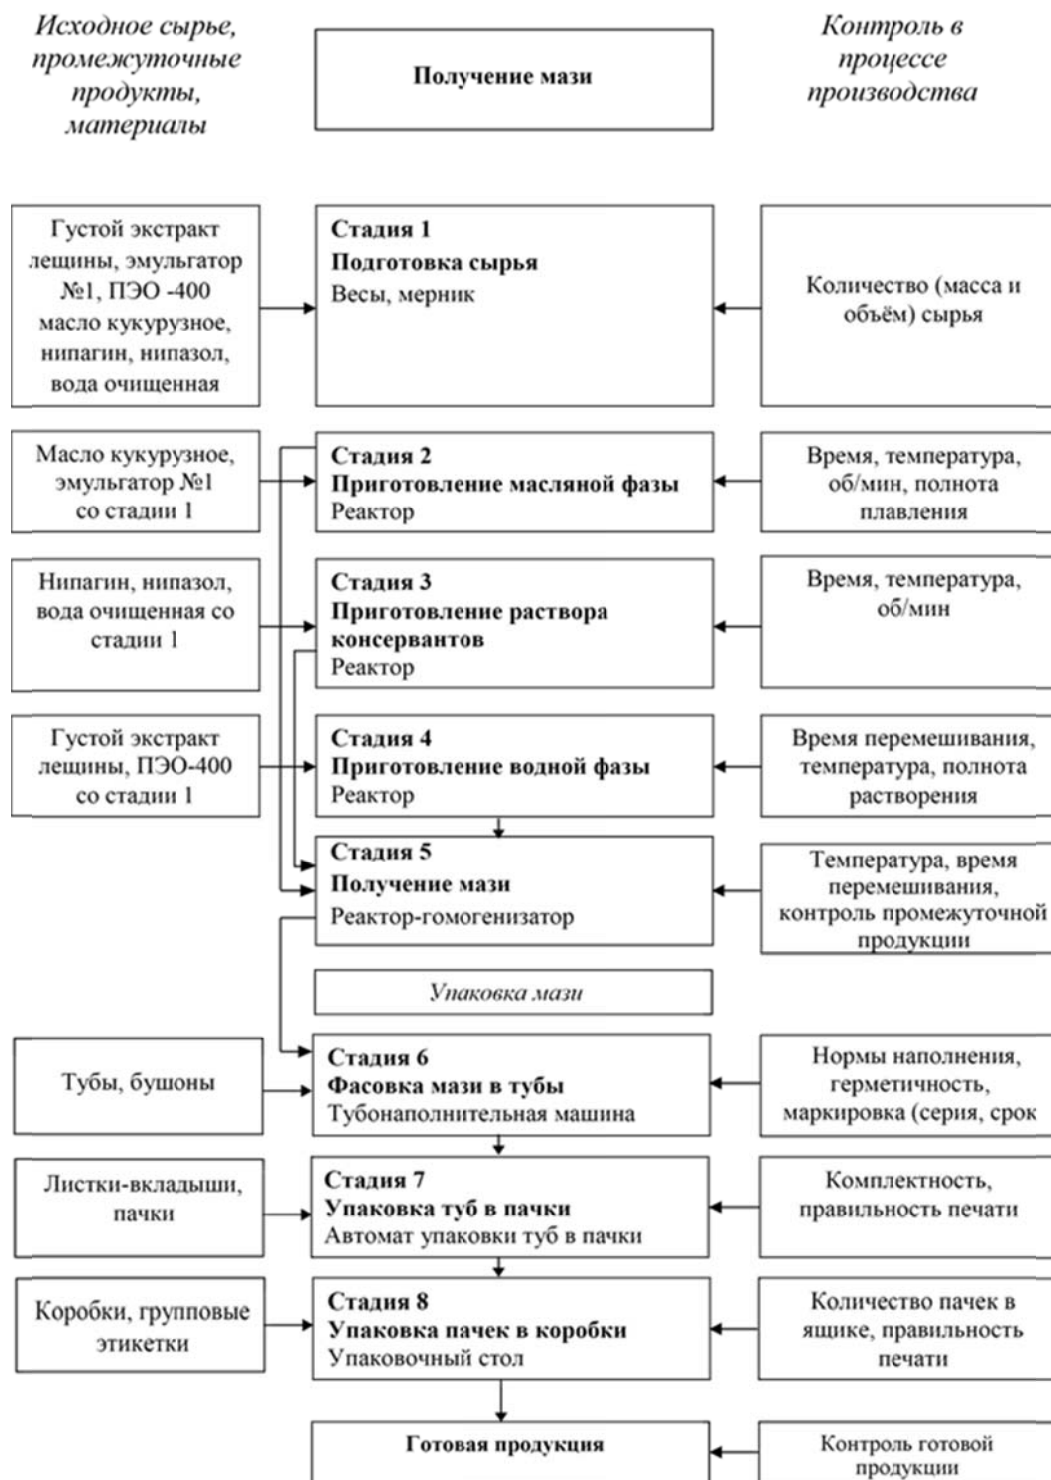 Исходное сырье,
промежуточные
продукты,
материалы
Получение мази
Контроль в
процессе
производства
Густой экстракт
лещины, эмульгатор
№1, ПЭО -400
масло кукурузное,
нипагин, нипазол,
вода очищенная
Стадия 1
Подготовка сырья
Весы, мерник
Количество (масса и
объём) сырья
Масло кукурузное,
эмульгатор №1
со стадии 1
Стадия 2
Приготовление масляной фазы
Реактор
Время, температура,
об/мин, полнота
плавления
Нипагин, нипазол,
вода очищенная со
стадии 1
Стадия 3
Приготовление раствора
консервантов
Реактор
Время, температура,
об/мин
Густой экстракт
лещины, ПЭО-400
со стадии 1
Стадия 4
Приготовление водной фазы
Реактор
Время перемешивания,
температура, полнота
растворения
Стадия 5
Получение мази
Реактор-гомогенизатор
Температура, время
перемешивания,
контроль промежуточной
продукции
Упаковка мази
Тубы, бушоны
Стадия 6
Фасовка мази в тубы
Тубонаполнительная машина
Нормы наполнения,
герметичность,
маркировка (серия, срок
Листки-вкладыши,
пачки
Стадия 7
Упаковка туб в пачки
Автомат упаковки туб в пачки
Комплектность,
правильность печати
Коробки, групповые
этикетки
Стадия 8
Упаковка пачек в коробки
Упаковочный стол
Количество пачек в
ящике, правильность
печати
Готовая продукция
Контроль готовой
продукции